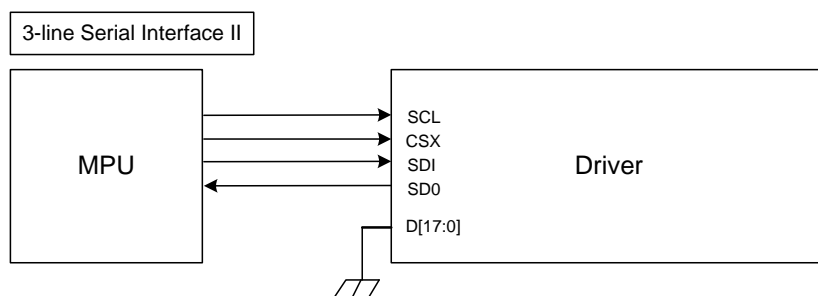 3-line Serial Interface II
MPU
SCL
CSX
SDI
SD0
D[17:0]
Driver